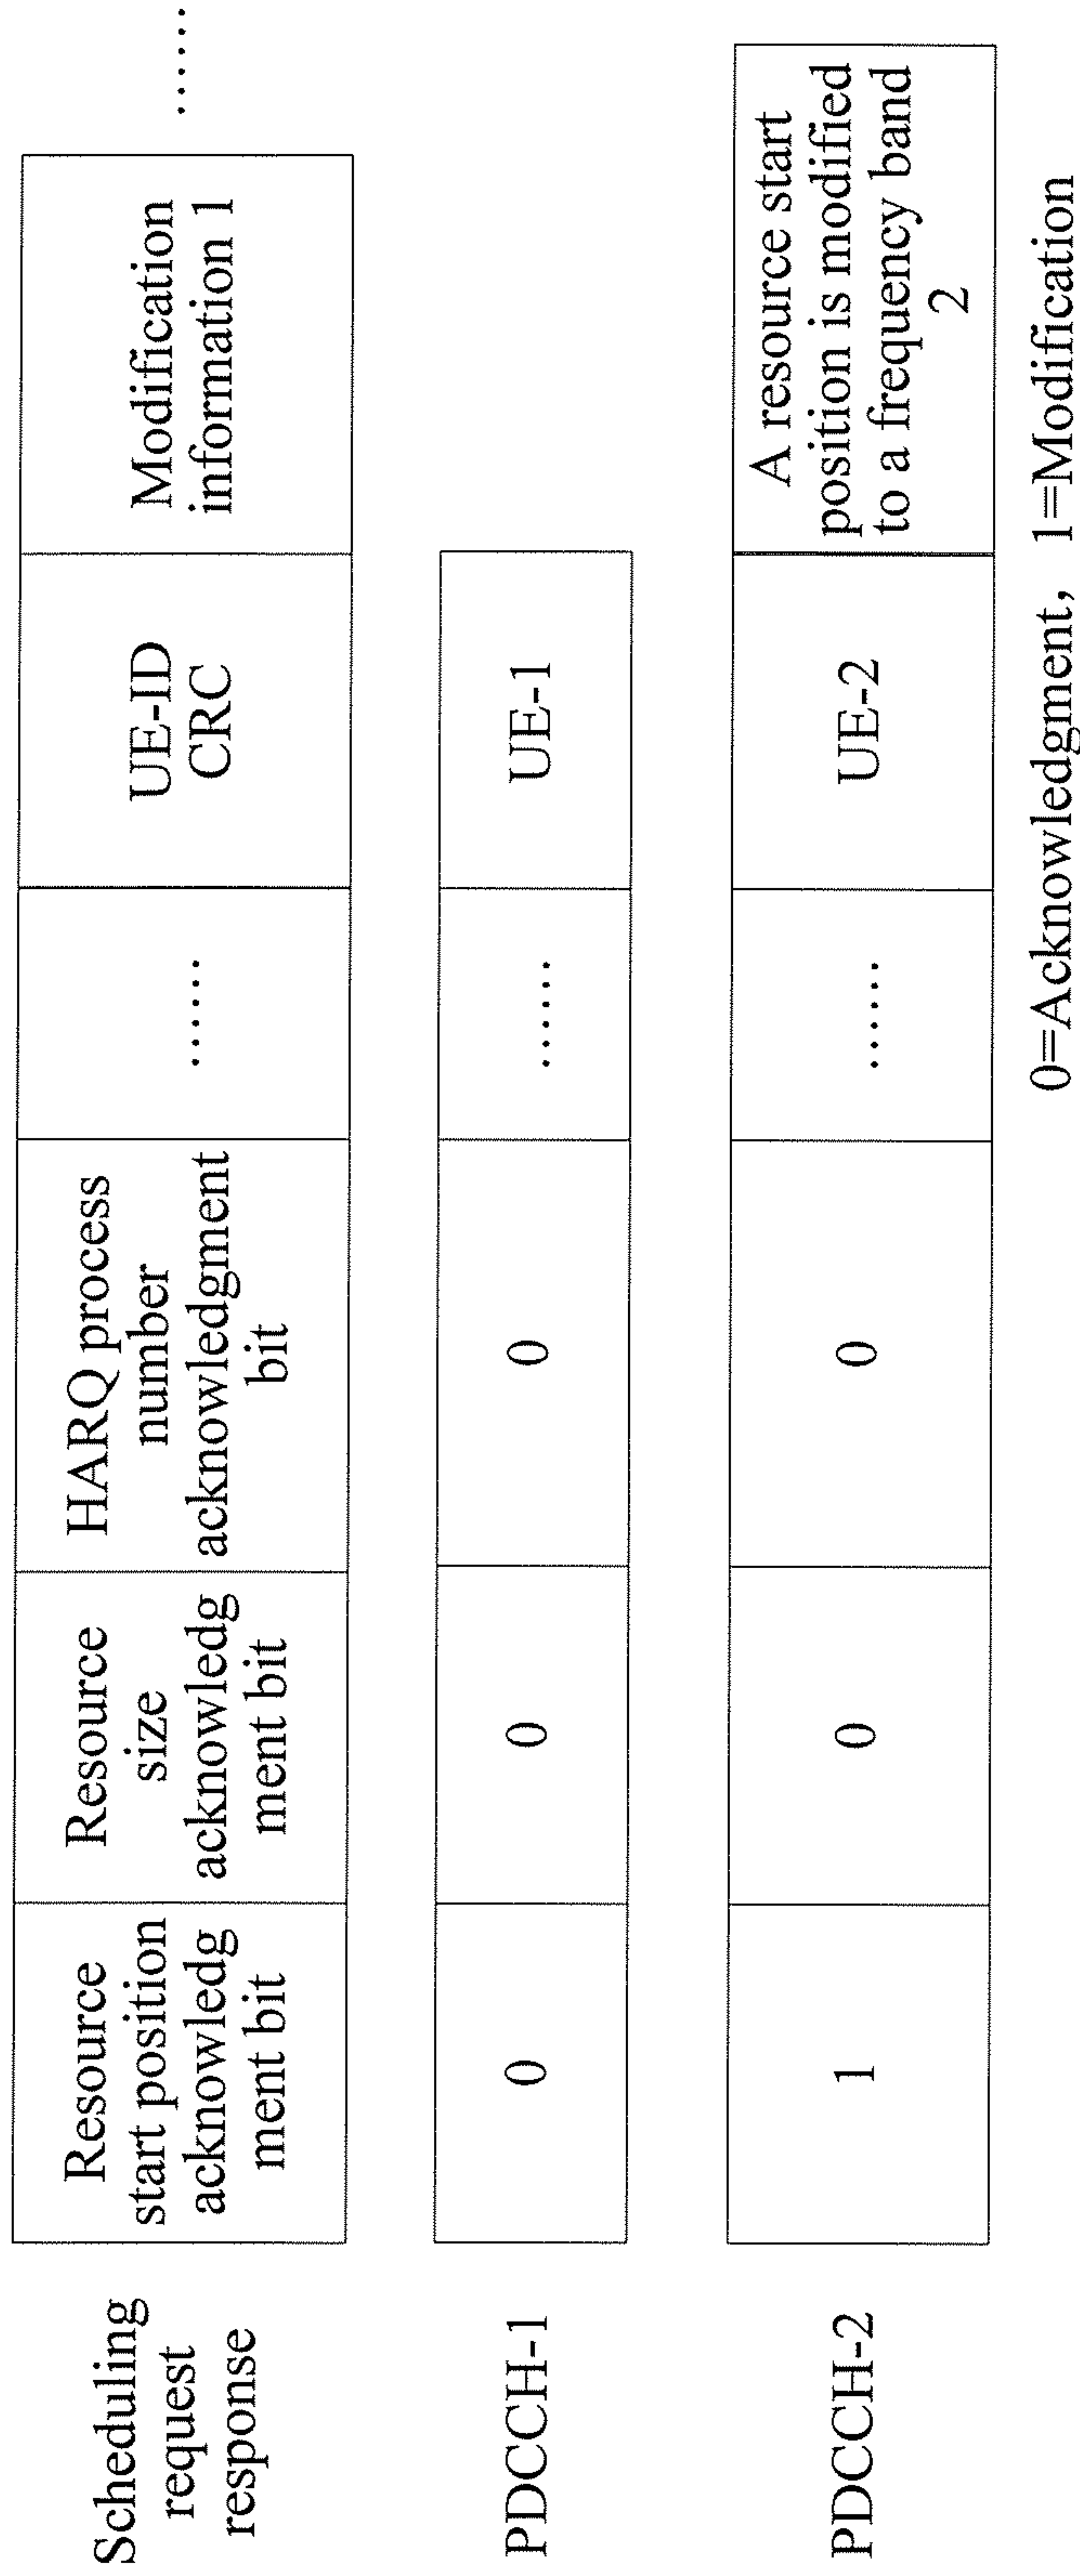 Scheduling
request
response
Resource
start position
acknowledg
ment bit
Resource
size
acknowledg
ment bit
HARQ process
number
acknowledgment
bit
......
UE-ID
CRC
Modification
information 1
......
PDCCH-1
0
0
0
......
UE-1
PDCCH-2
1
0
0
......
UE-2
A resource start
position is modified
to a frequency band
2
0=Acknowledgment, 1=Modification